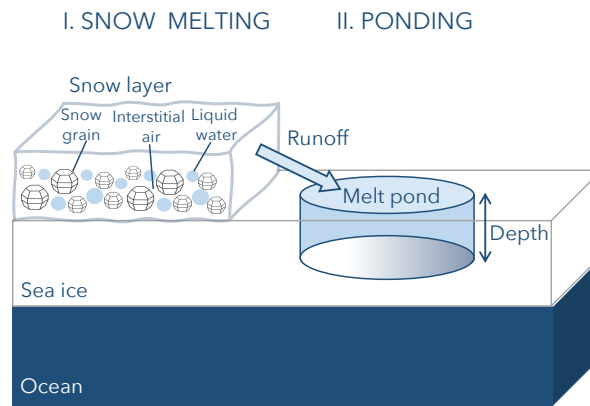 I. SNOW MELTING
II. PONDING
Snow layer
Snow
grain
Interstitial
air
Liquid
water
Runoff
Melt pond
Depth
Sea ice
Ocean